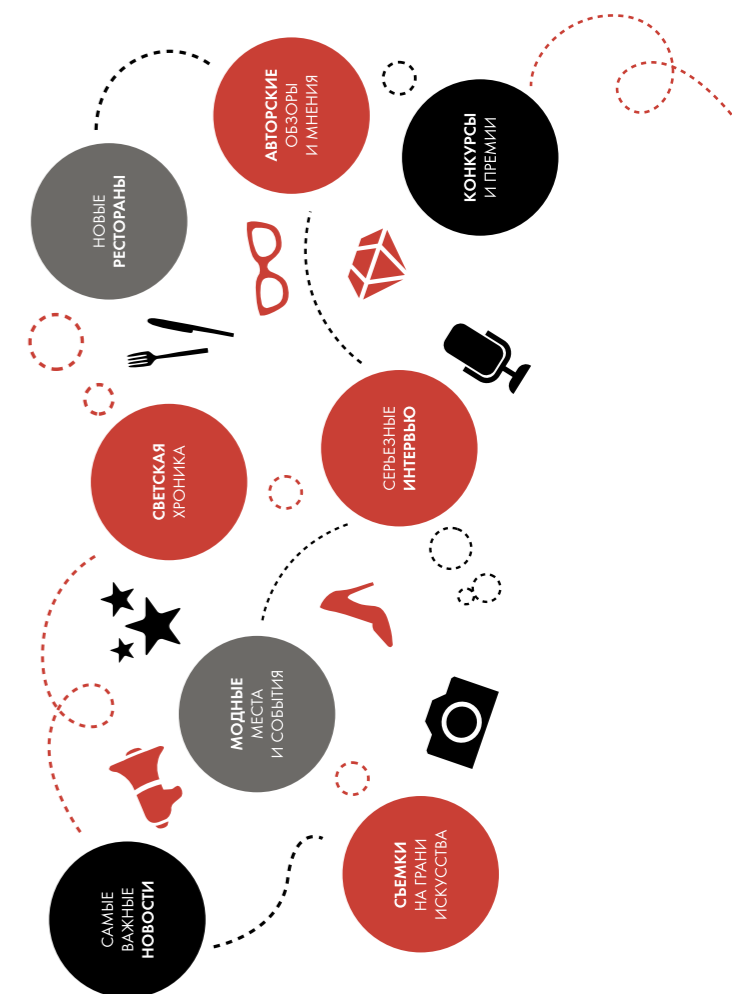 САМЫЕ
ВАЖНЫЕ
НОВОСТИ
СВЕТСКАЯ
ХРОНИКА
НОВЫЕ
РЕСТОРАНЫ
МОДНЫЕ
МЕСТА
И СОБЫТИЯ
АВТОРСКИЕ
ОБЗОРЫ
И МНЕНИЯ
СЪЕМКИ
НА ГРАНИ
ИСКУССТВА
СЕРЬЕЗНЫЕ
ИНТЕРВЬЮ
КОНКУРСЫ
И ПРЕМИИ